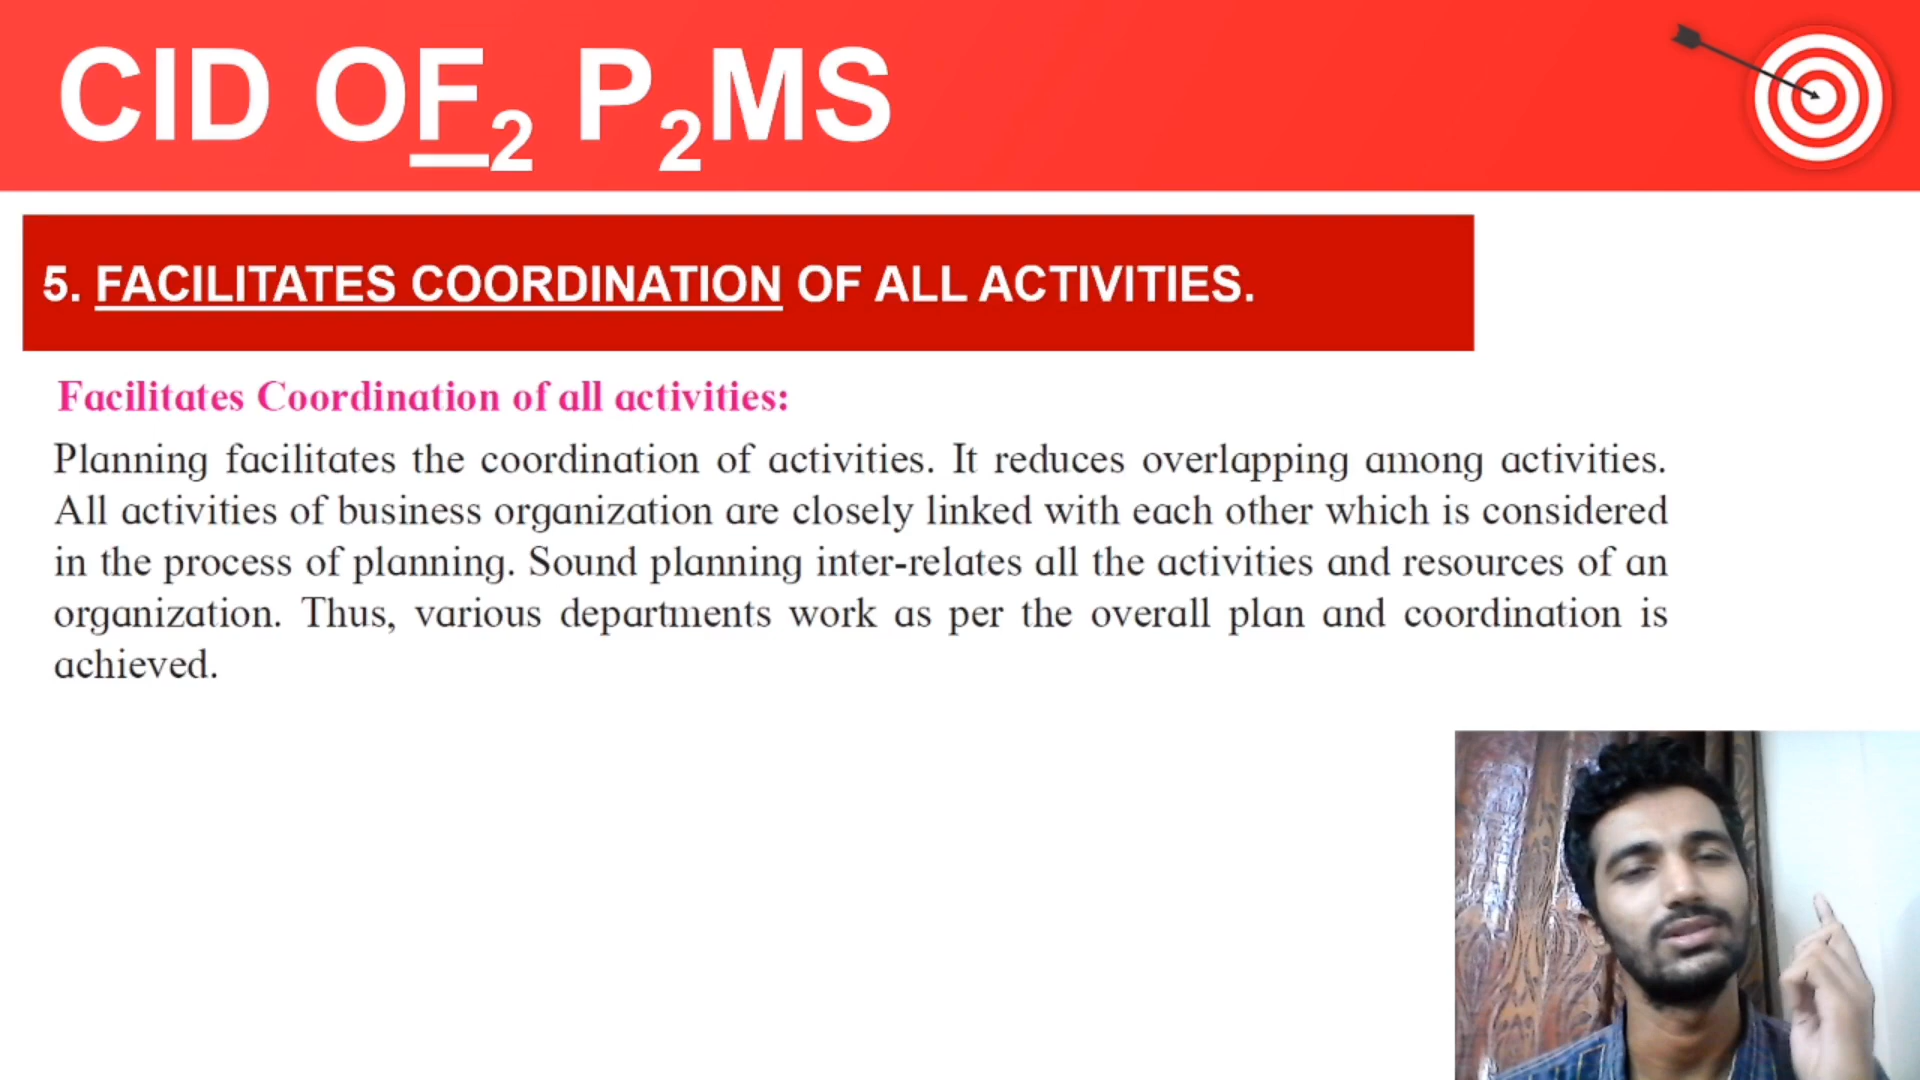 CID OF2 P2MS
5. FACILITATES COORDINATION OF ALL ACTIVITIES.
Facilitates Coordination of all activities:
Planning facilitates the coordination of activities. It reduces overlapping among activities.
All activities of business organization are closely linked with each other which is considered
in the process of planning. Sound planning inter-relates all the activities and resources of an
organization. Thus, various departments work as per the overall plan and coordination is
achieved.